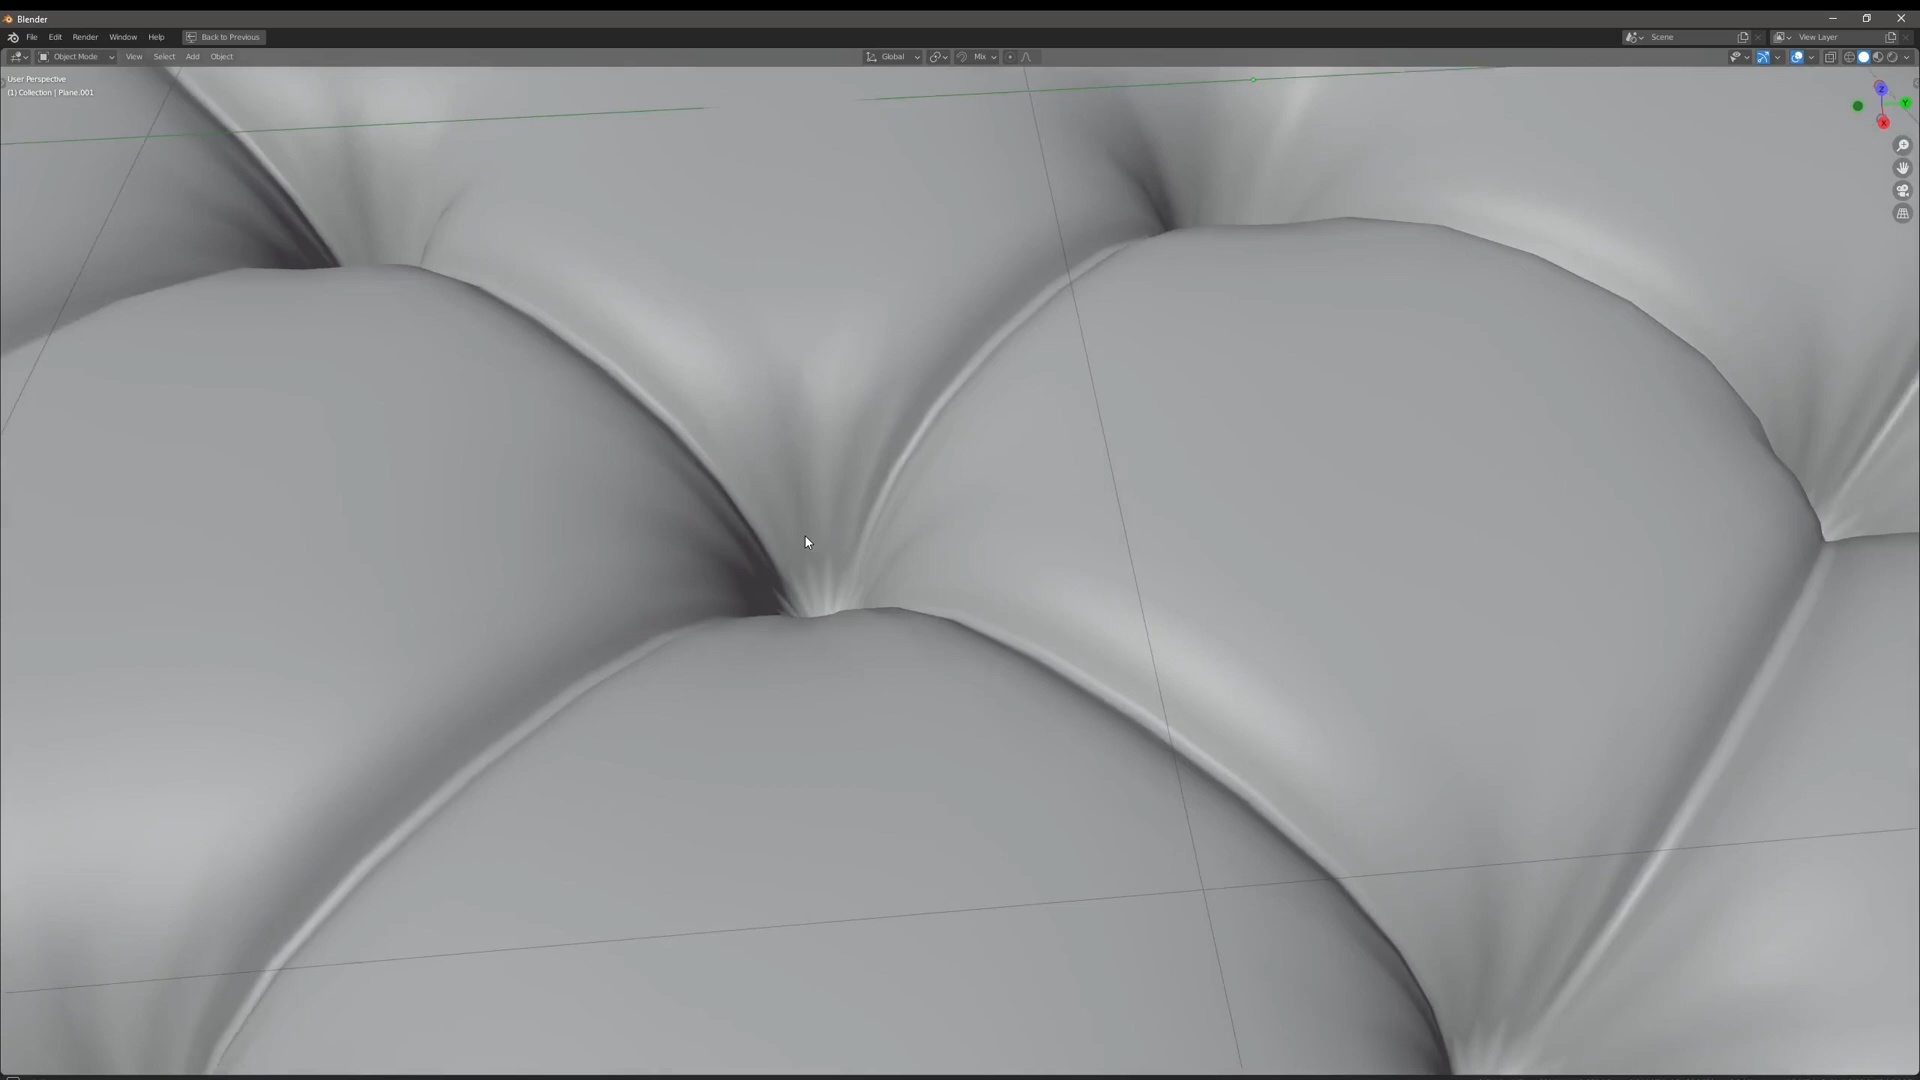 Blender
File Edit Render Window Help Back to Previous Scene View Layer
Object Mode View Select Add Object Global Mix
User Perspective
(1) Collection | Plane.001
Z
Y
X